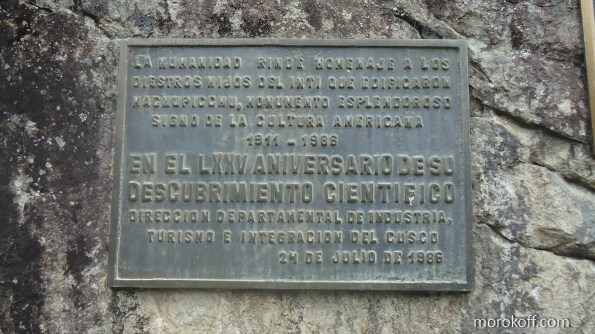 LA HUMANIDAD RINDE HOMENAJE A LOS
DIESTROS HIJOS DEL INTI QUE EDIFICARON
MACHUPICCHU, MONUMENTO ESPLENDOROSO
SIGNO DE LA CULTURA AMERICANA
1911 - 1986
EN EL LXXV ANIVERSARIO DE SU
DESCUBRIMIENTO CIENTIFICO
DIRECCION DEPARTAMENTAL DE INDUSTRIA,
TURISMO E INTEGRACION DEL CUSCO
24 DE JULIO DE 1986
morokoff.com